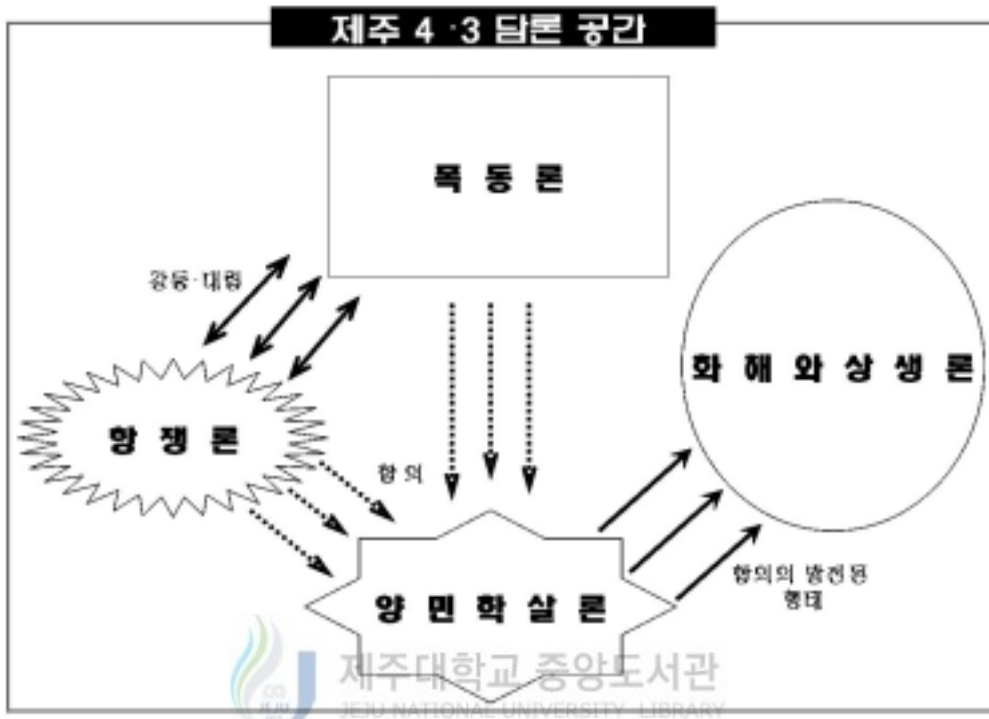 제주 4·3 담론 공간
폭 동 론
갈등·대립
화 해 와 상 생 론
항 쟁 론
합 의
합의의 발전된
형태
양 민 학 살 론
제주대학교 중앙도서관
JEJU NATIONAL UNIVERSITY LIBRARY